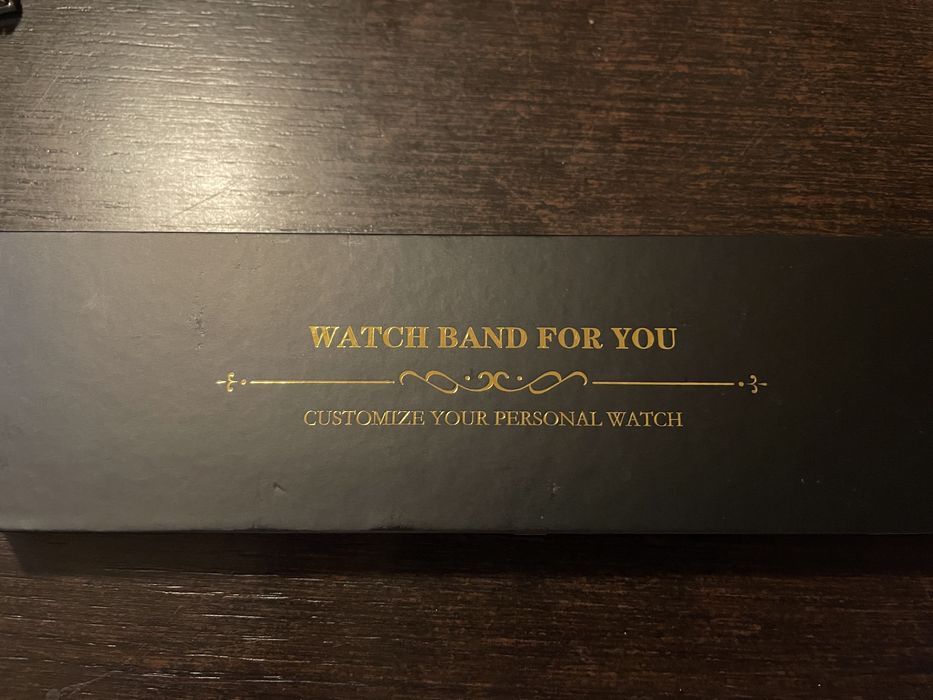 WATCH BAND FOR YOU
CUSTOMIZE YOUR PERSONAL WATCH